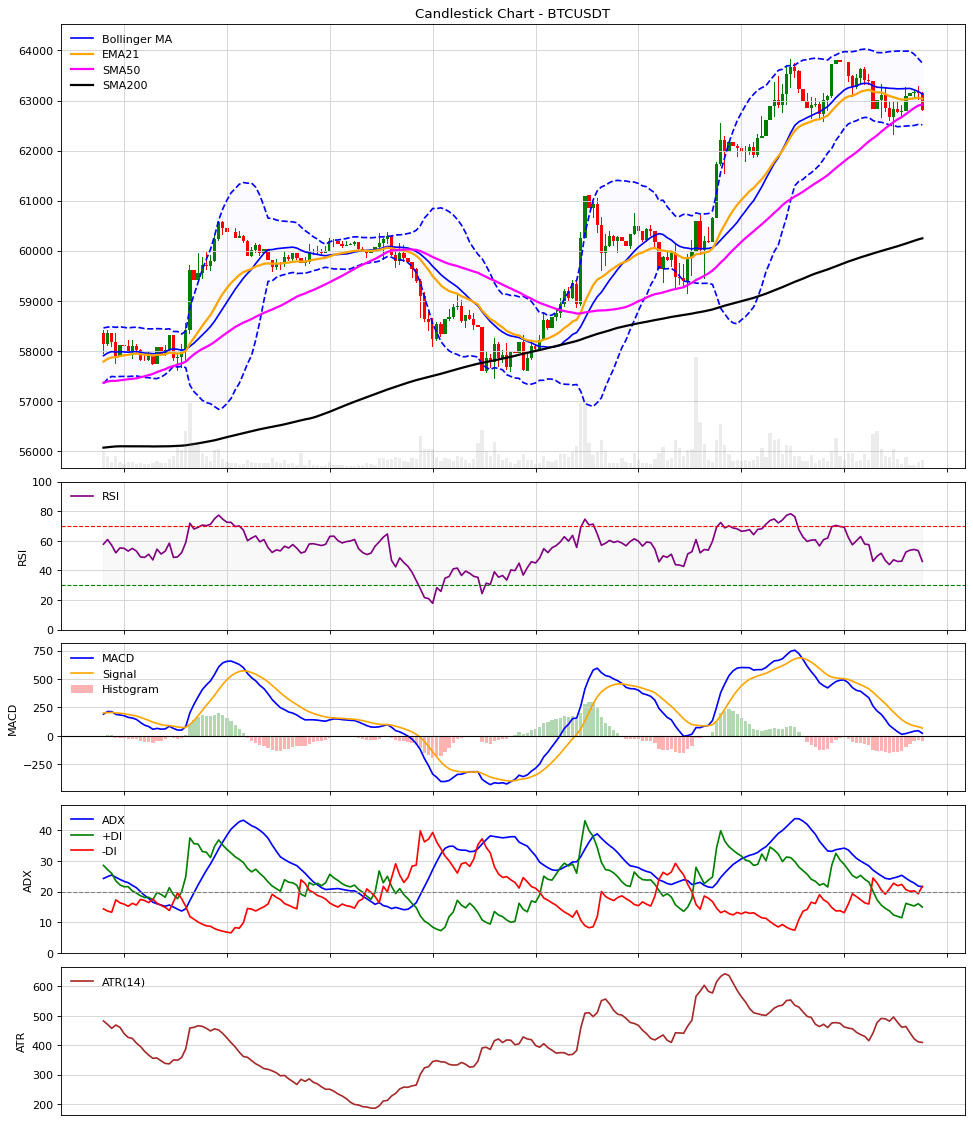 Candlestick Chart - BTCUSDT
Bollinger MA
EMA21
SMA50
SMA200
64000
63000
62000
61000
60000
59000
58000
57000
56000
RSI
100
80
60
40
20
0
RSI
MACD
Signal
Histogram
750
500
250
0
−250
MACD
ADX
+DI
-DI
40
30
20
10
0
ADX
ATR(14)
600
500
400
300
200
ATR